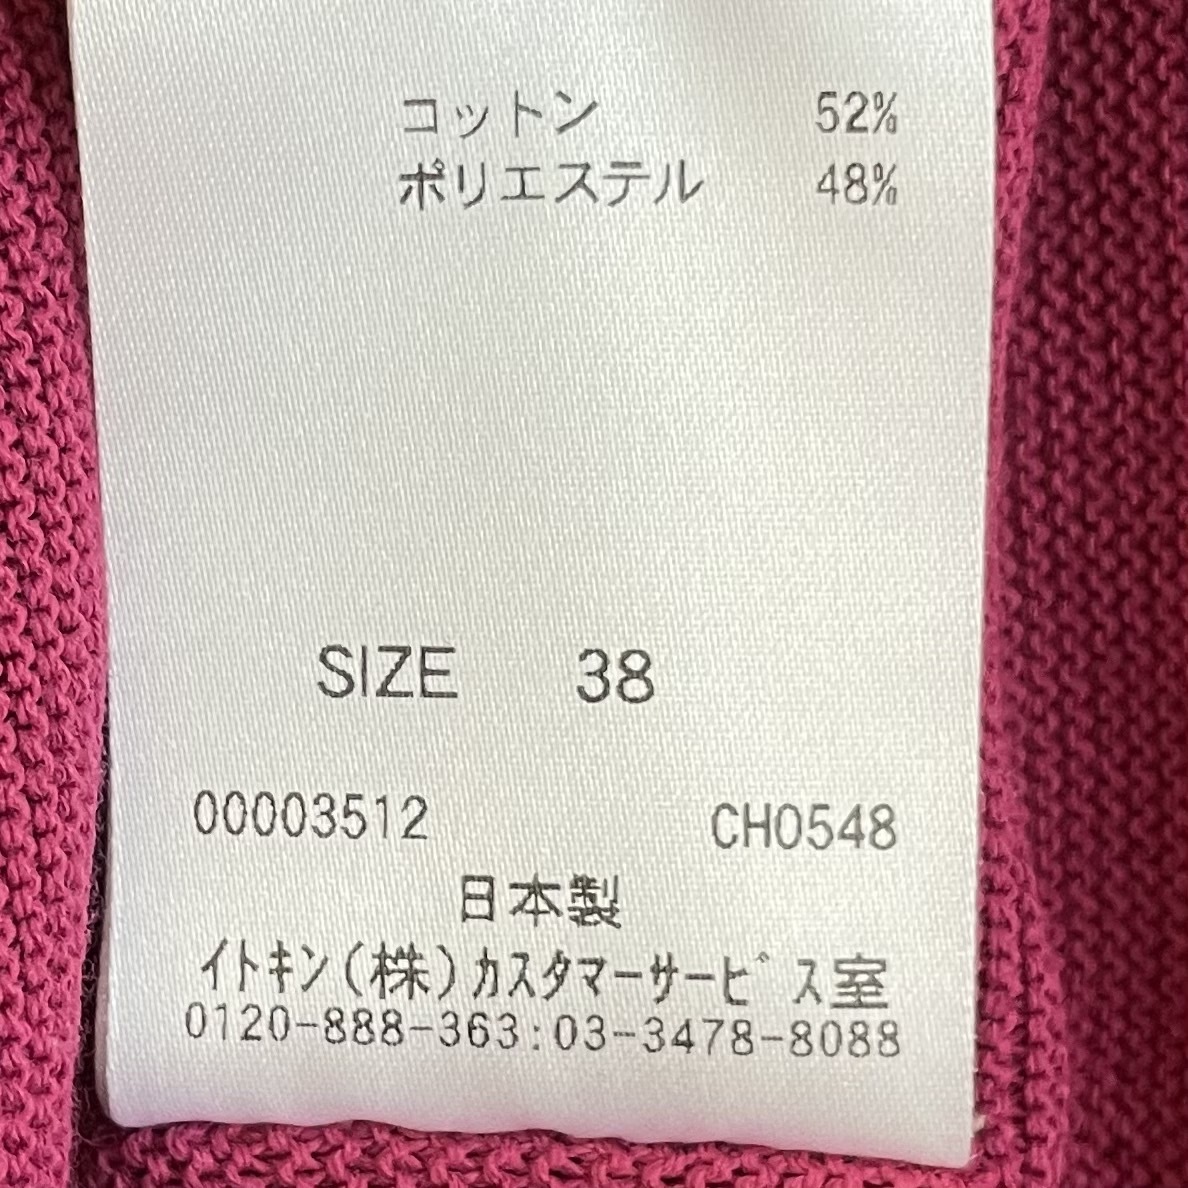 コットン 52%
ポリエステル 48%
SIZE 38
00003512 CH0548
日本製
イトキン(株)カスタマーサービス室
0120-888-363:03-3478-8088